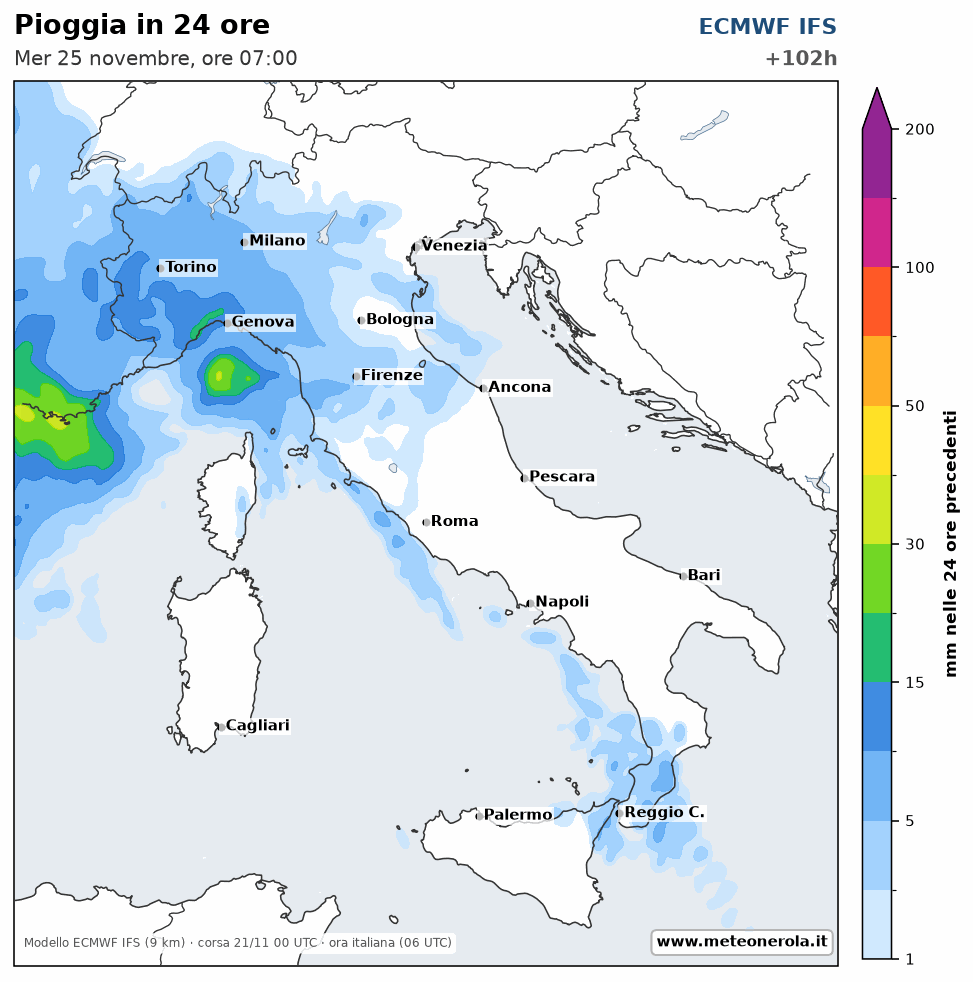 Pioggia in 24 ore
ECMWF IFS
Mer 25 novembre, ore 07:00
+102h
200
100
50
30
15
5
1
mm nelle 24 ore precedenti
Milano
Venezia
Torino
Genova
Bologna
Firenze
Ancona
Pescara
Roma
Bari
Napoli
Cagliari
Palermo
Reggio C.
Modello ECMWF IFS (9 km) · corsa 21/11 00 UTC · ora italiana (06 UTC)
www.meteonerola.it